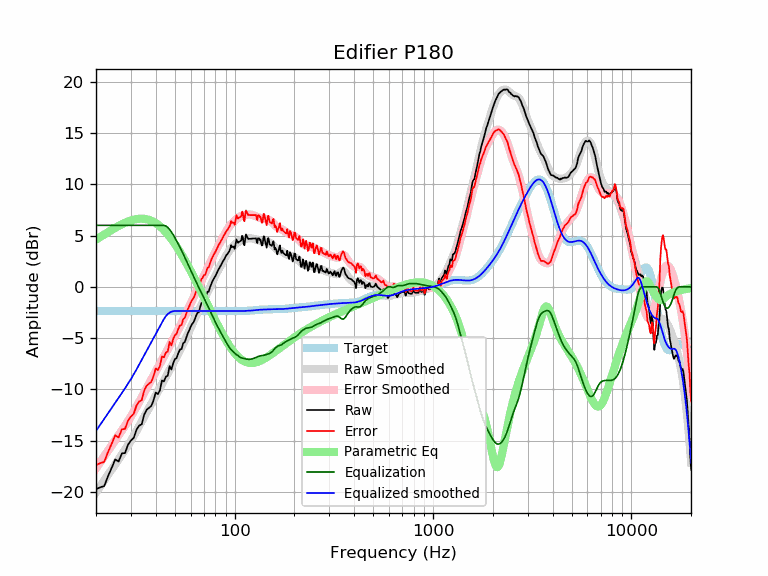 Edifier P180
20
15
10
5
0
−5
−10
−15
−20
Amplitude (dBr)
Target
Raw Smoothed
Error Smoothed
Raw
Error
Parametric Eq
Equalization
Equalized smoothed
100
1000
10000
Frequency (Hz)